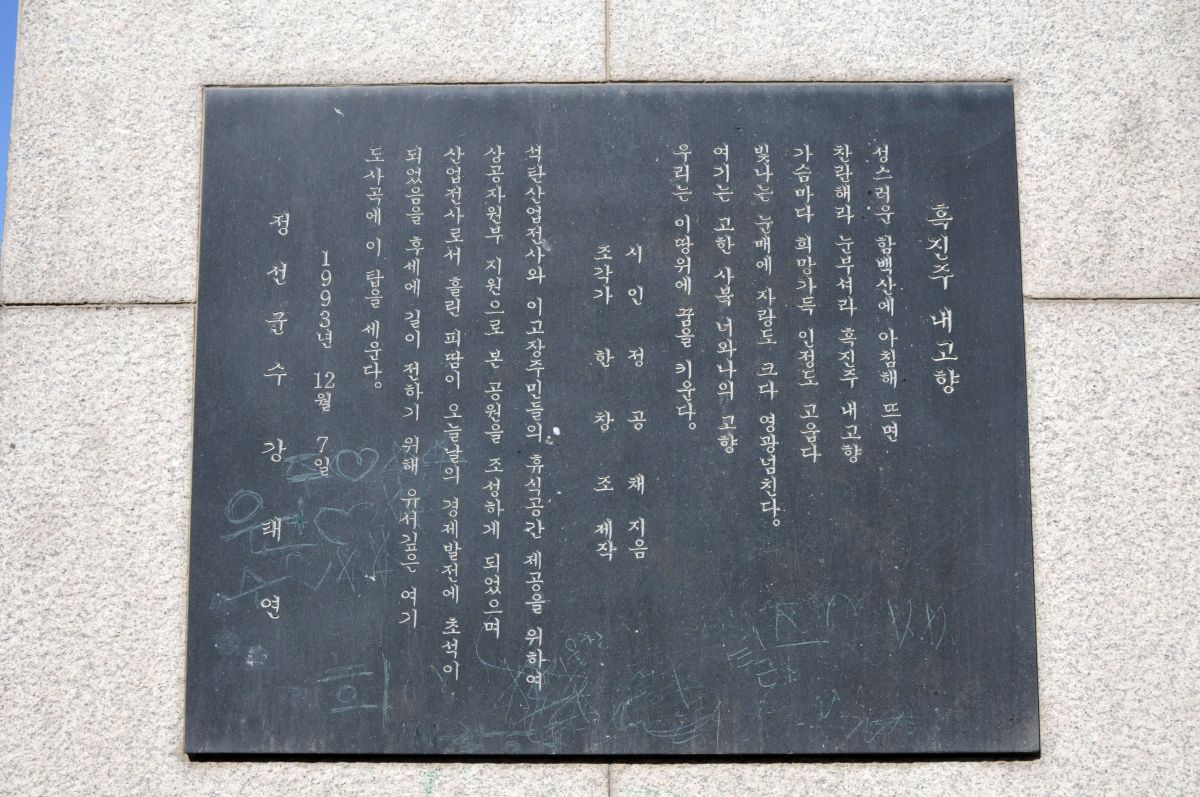 흑진주 내고향
성스러운 함백산에 아침해 뜨면
찬란해라 눈부셔라 흑진주 내고향
가슴마다 희망가득 인정도 고웁다
빛나는 눈매에 자랑도 크다 영광넘친다.
여기는 고한 사북 너와나의 고향
우리는 이땅위에 꿈을 키운다.
시인 정공채 지음
조각가 한창조 제작
석탄산업전사와 이고장주민들의 휴식공간 제공을 위하여
상공자원부 지원으로 본 공원을 조성하게 되었으며
산업전사로서 흘린 피땀이 오늘날의 경제발전에 초석이
되었음을 후세에 길이 전하기 위해 유서깊은 여기
도사곡에 이 탑을 세운다.
1993년 12월 7일
정선군수 강태연